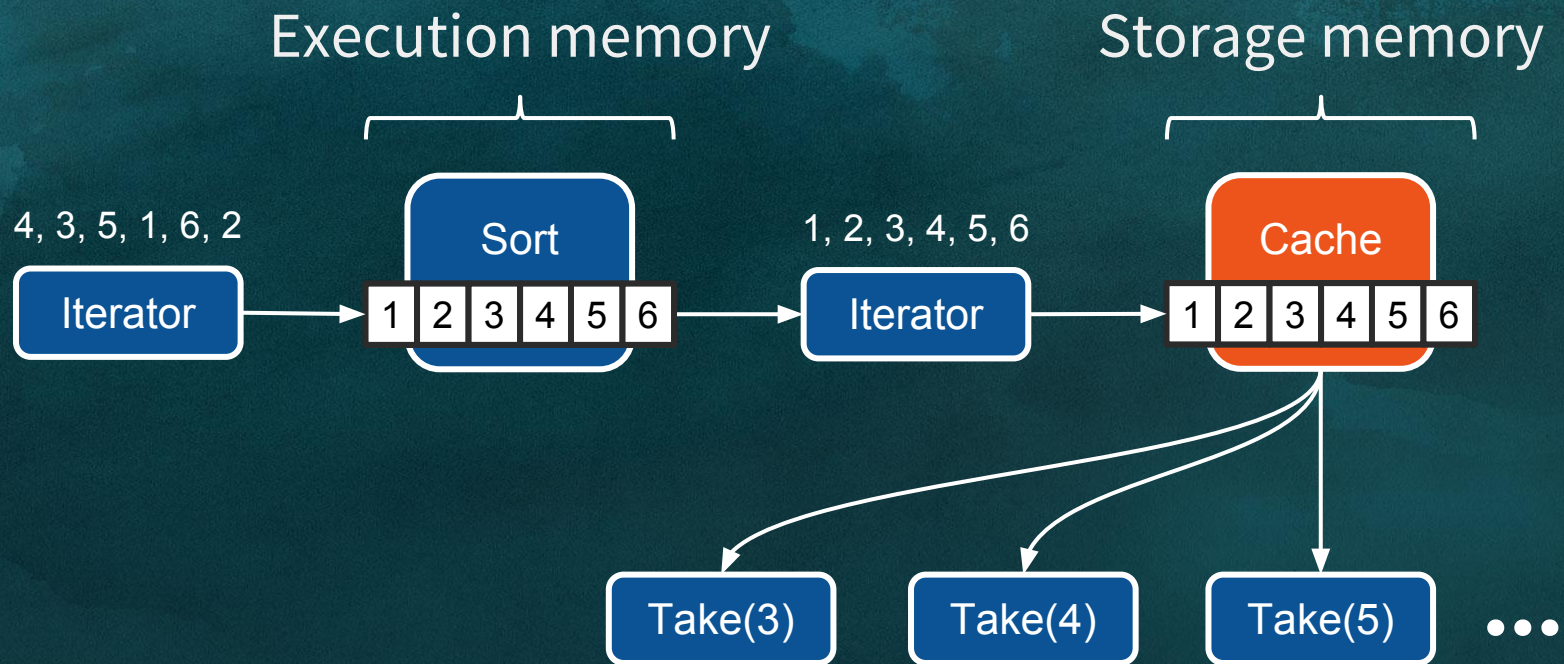 Execution memory
Storage memory
4, 3, 5, 1, 6, 2
Sort
1, 2, 3, 4, 5, 6
Cache
Iterator
1 2 3 4 5 6
Iterator
1 2 3 4 5 6
Take(3)
Take(4)
Take(5)
•••